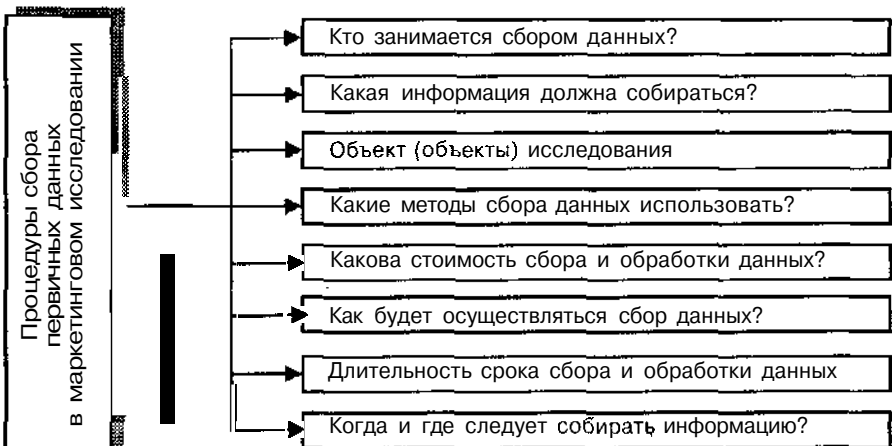 Процедуры сбора
первичных данных
в маркетинговом исследовании
Кто занимается сбором данных?
Какая информация должна собираться?
Объект (объекты) исследования
Какие методы сбора данных использовать?
Какова стоимость сбора и обработки данных?
Как будет осуществляться сбор данных?
Длительность срока сбора и обработки данных
Когда и где следует собирать информацию?